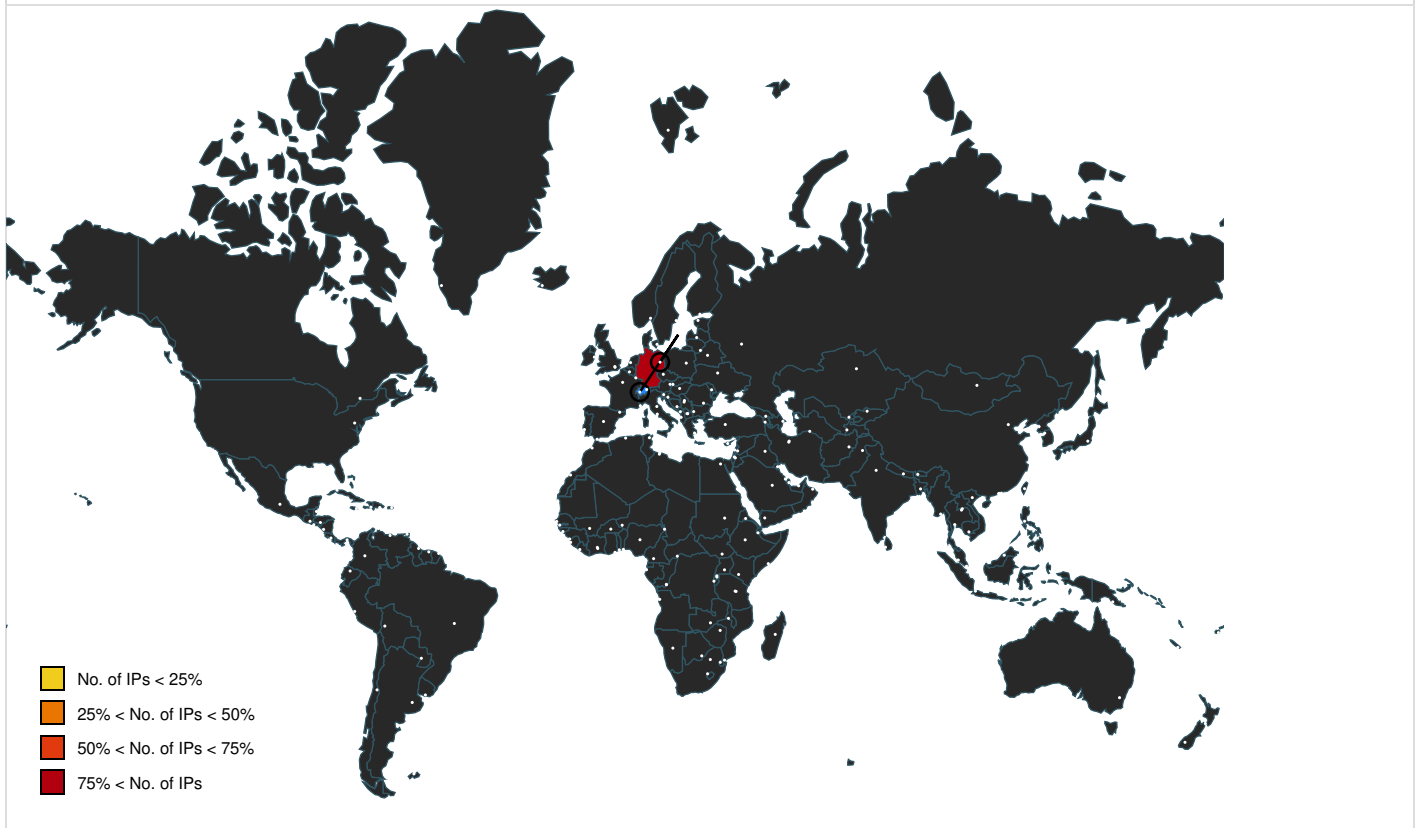 No. of IPs < 25%
25% < No. of IPs < 50%
50% < No. of IPs < 75%
75% < No. of IPs